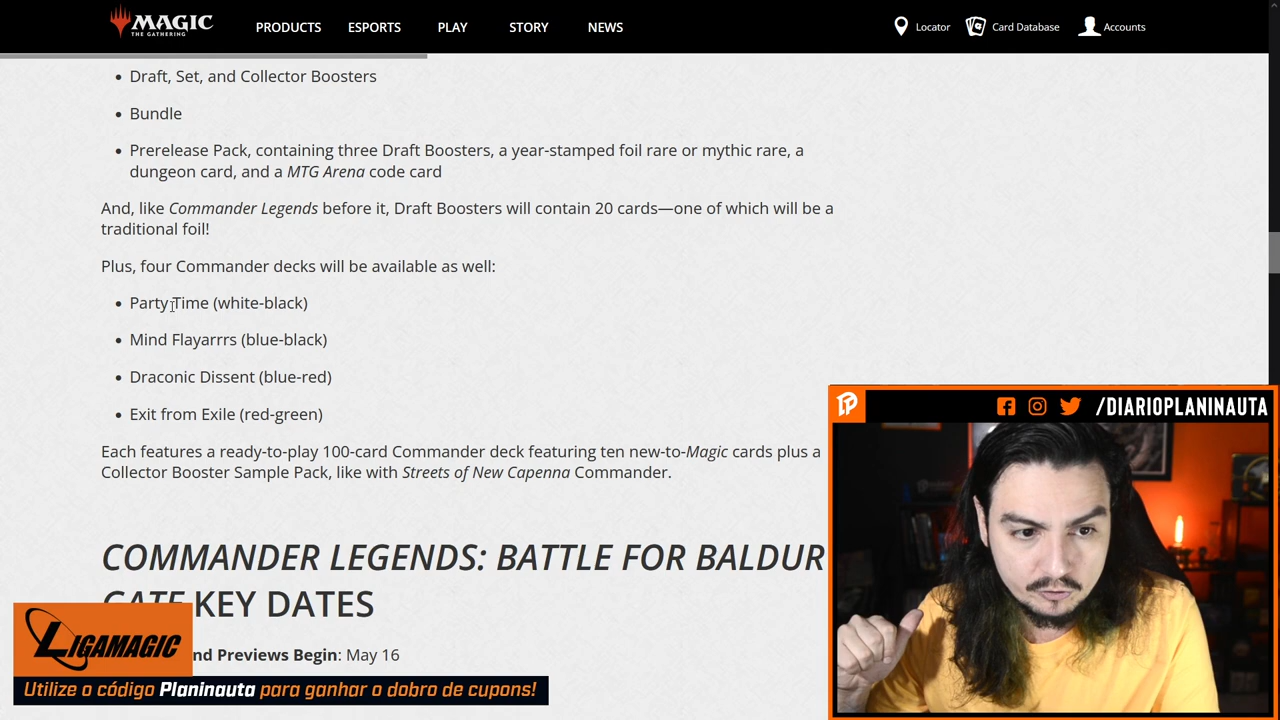 MAGIC
THE GATHERING
PRODUCTS ESPORTS PLAY STORY NEWS
Locator Card Database Accounts
• Draft, Set, and Collector Boosters
• Bundle
• Prerelease Pack, containing three Draft Boosters, a year-stamped foil rare or mythic rare, a
dungeon card, and a MTG Arena code card
And, like Commander Legends before it, Draft Boosters will contain 20 cards—one of which will be a
traditional foil!
Plus, four Commander decks will be available as well:
• Party Time (white-black)
• Mind Flayarrrs (blue-black)
• Draconic Dissent (blue-red)
• Exit from Exile (red-green)
Each features a ready-to-play 100-card Commander deck featuring ten new-to-Magic cards plus a
Collector Booster Sample Pack, like with Streets of New Capenna Commander.
COMMANDER LEGENDS: BATTLE FOR BALDUR
GATE KEY DATES
nd Previews Begin: May 16
/DIARIOPLANINAUTA
LIGAMAGIC
Utilize o código Planinauta para ganhar o dobro de cupons!